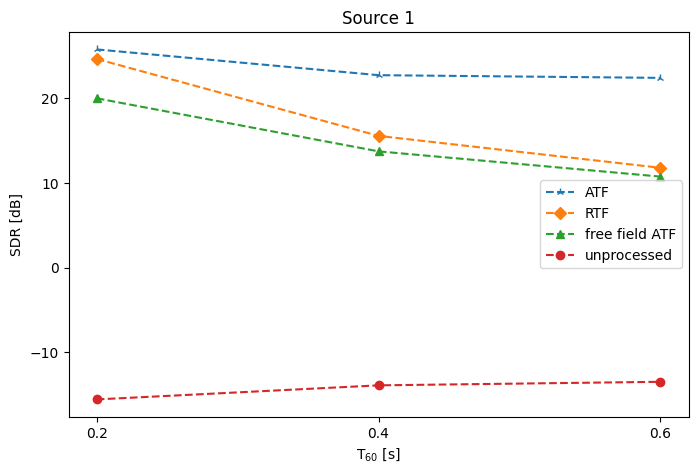 Source 1
SDR [dB]
20
10
0
−10
0.2
0.4
0.6
T₆₀ [s]
ATF
RTF
free field ATF
unprocessed